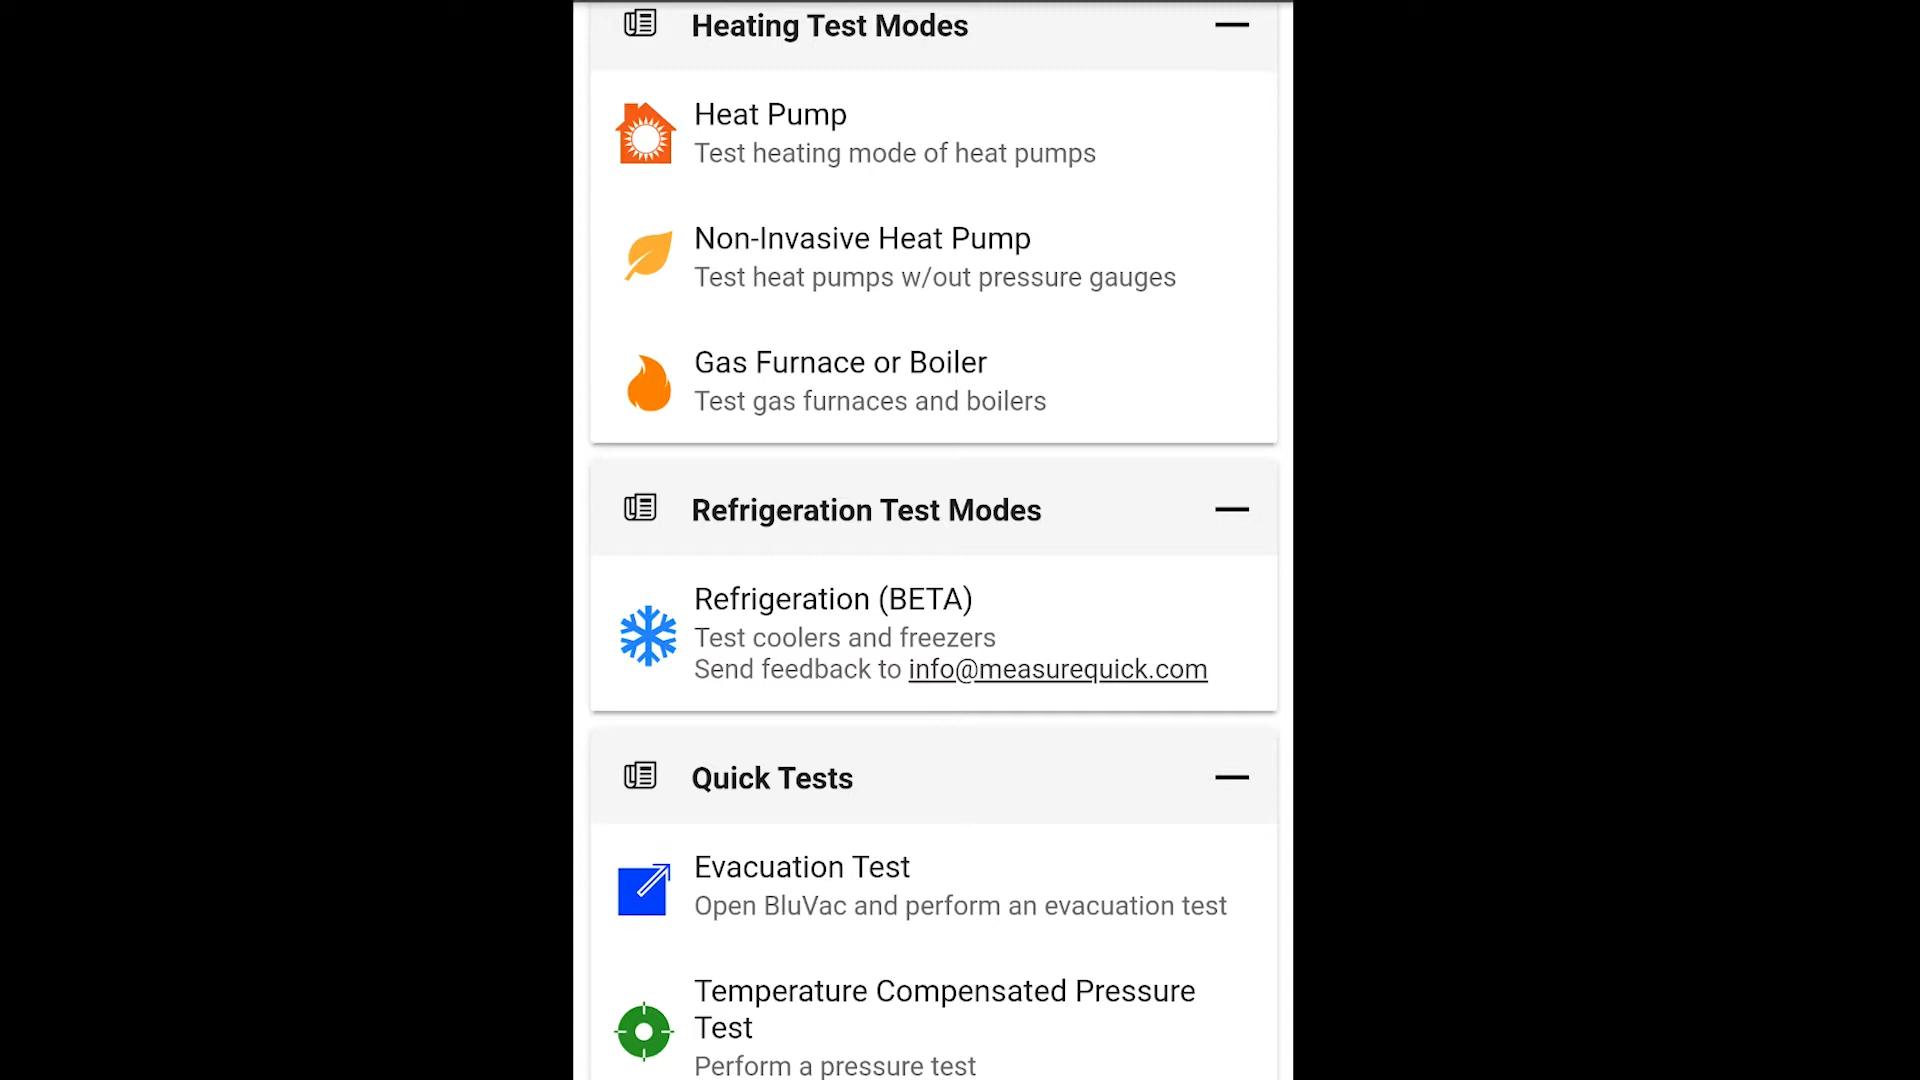 Heating Test Modes
Heat Pump
Test heating mode of heat pumps
Non-Invasive Heat Pump
Test heat pumps w/out pressure gauges
Gas Furnace or Boiler
Test gas furnaces and boilers
Refrigeration Test Modes
Refrigeration (BETA)
Test coolers and freezers
Send feedback to info@measurequick.com
Quick Tests
Evacuation Test
Open BluVac and perform an evacuation test
Temperature Compensated Pressure
Test
Perform a pressure test